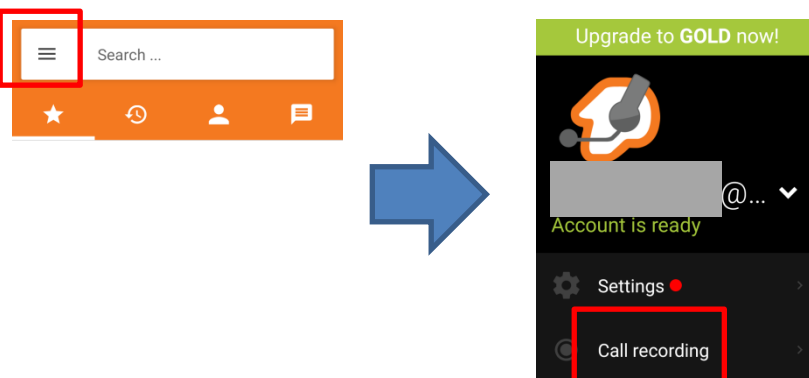 Search ...
Upgrade to GOLD now!
@...
Account is ready
Settings
Call recording